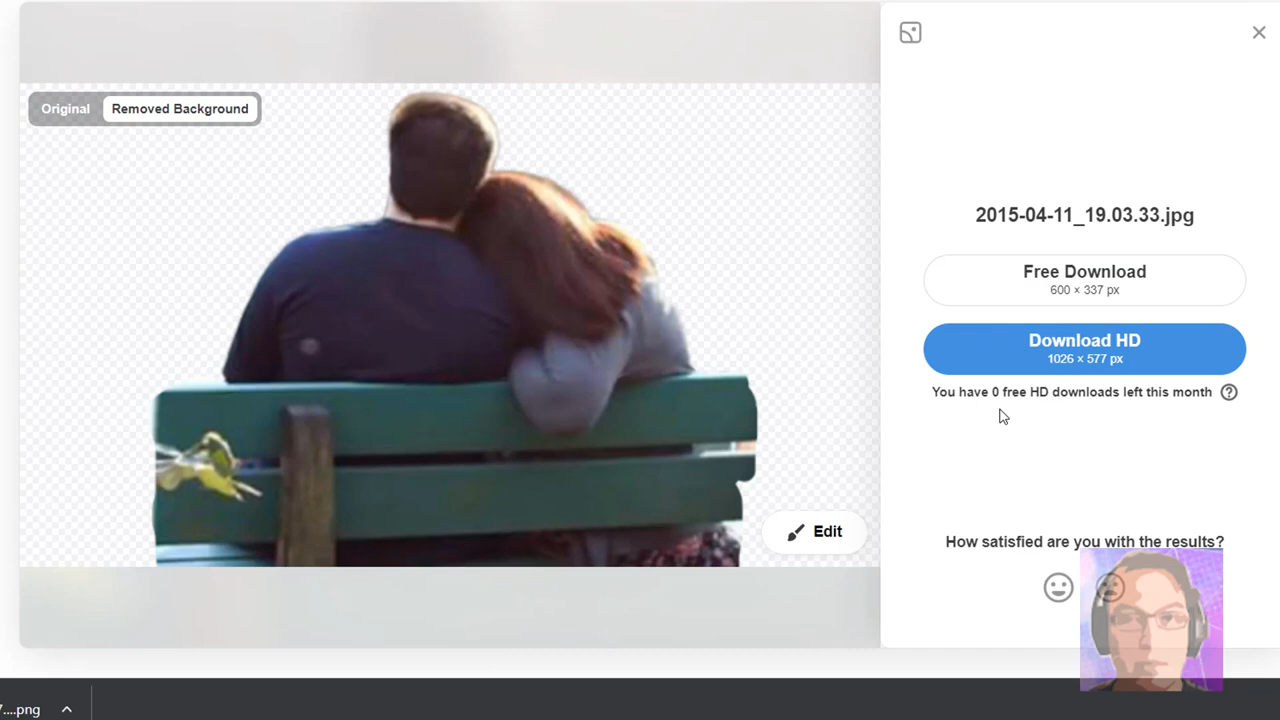 Original
Removed Background
2015-04-11_19.03.33.jpg
Free Download
600 × 337 px
Download HD
1026 × 577 px
You have 0 free HD downloads left this month
Edit
How satisfied are you with the results?
7....png